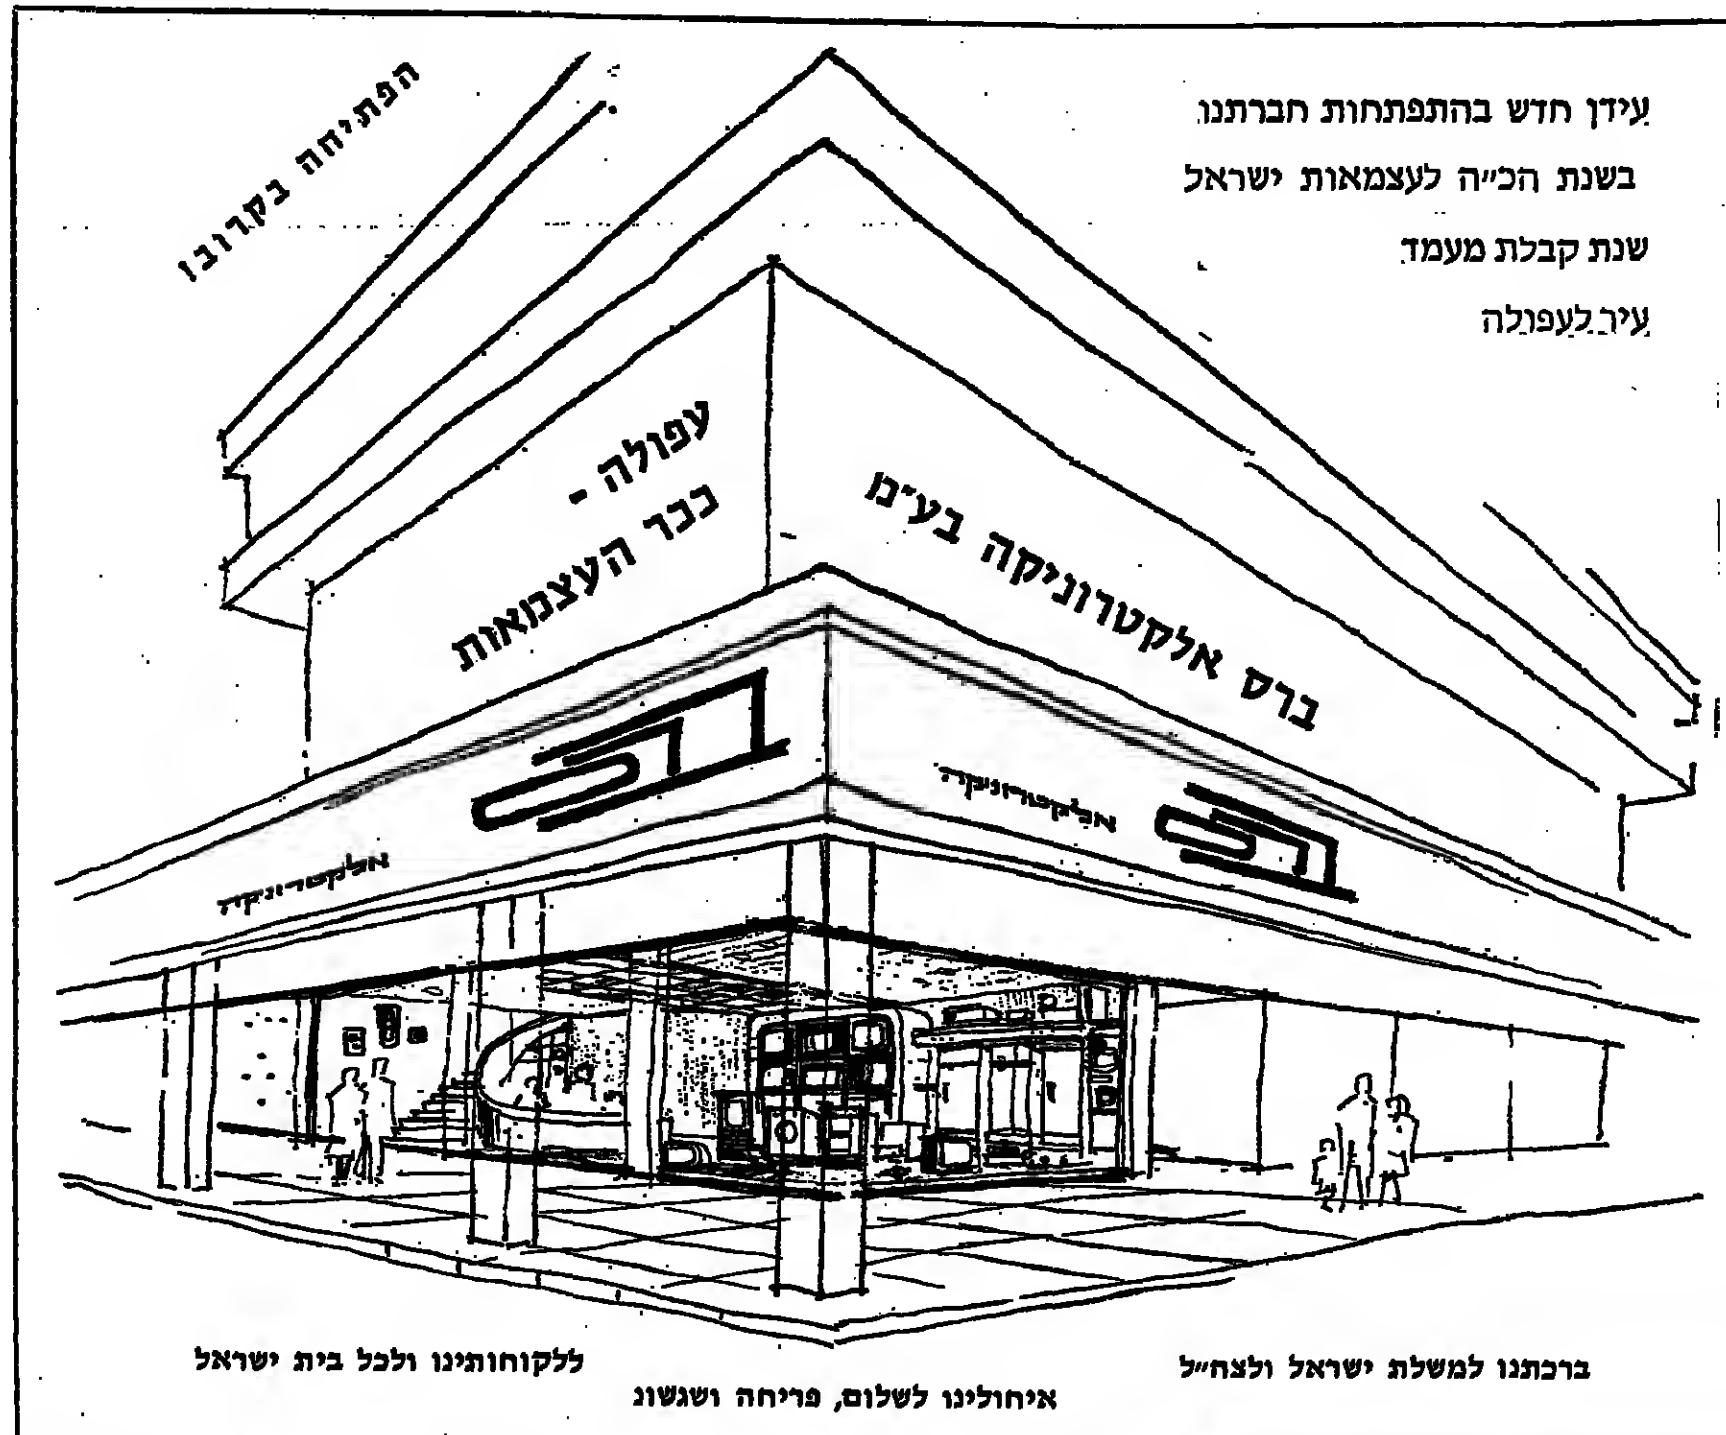 עידן חדש בהתפתחות חברתנו
בשנת הכ״ה לעצמאות ישראל
שנת קבלת מעמד
עיר לעפולה
הפתיחה בקרוב!
עפולה -
ככר העצמאות
ברס אלקטרוניקה בע״מ
ברס
אלקטרוניקה
ברס
אלקטרוניקה
ברכתנו למשלת ישראל ולצה״ל
ללקוחותינו ולכל בית ישראל
איחולינו לשלום, פריחה ושגשוג